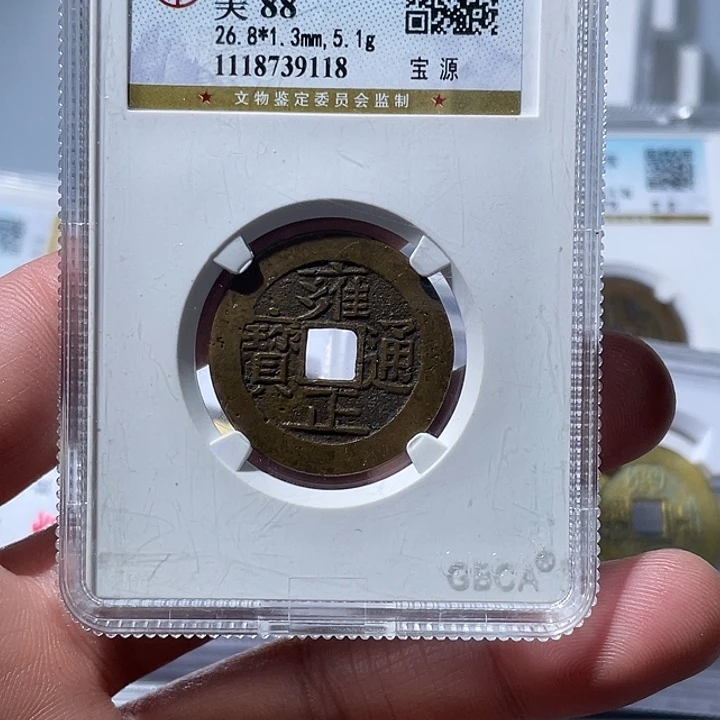 美 88
26.8*1.3mm,5.1g
1118739118 宝源
★ 文物鉴定委员会监制 ★
雍
寶 通
正
GBCA